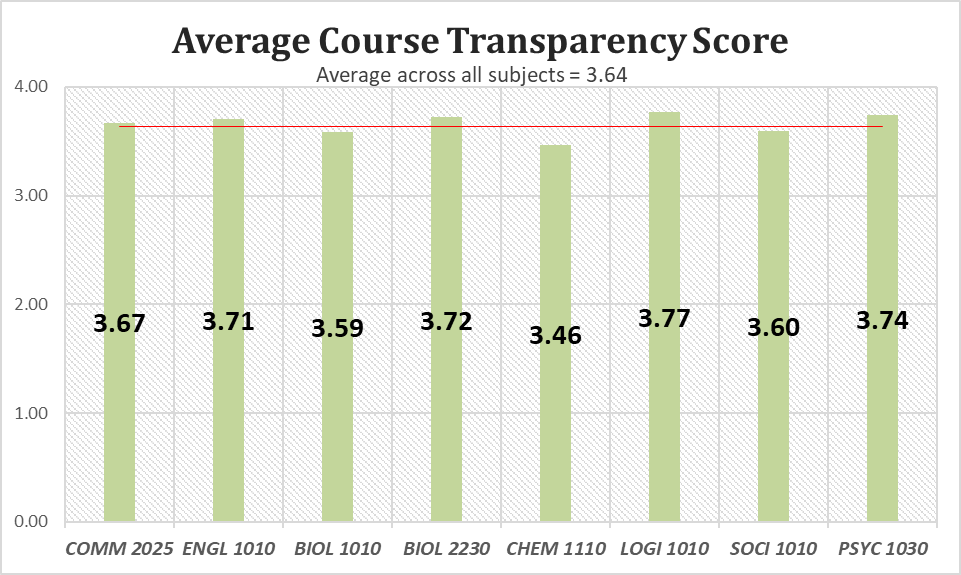 Average Course Transparency Score
Average across all subjects = 3.64
4.00
3.00
2.00
1.00
0.00
3.67 3.71 3.59 3.72 3.46 3.77 3.60 3.74
COMM 2025 ENGL 1010 BIOL 1010 BIOL 2230 CHEM 1110 LOGI 1010 SOCI 1010 PSYC 1030